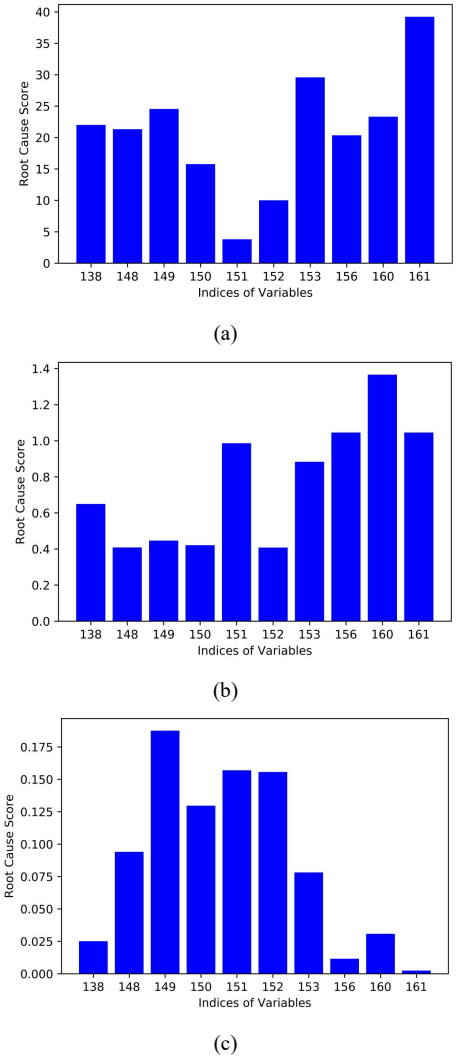 40
35
30
25
20
15
10
5
0
Root Cause Score
138 148 149 150 151 152 153 156 160 161
Indices of Variables
(a)
1.4
1.2
1.0
0.8
0.6
0.4
0.2
0.0
Root Cause Score
138 148 149 150 151 152 153 156 160 161
Indices of Variables
(b)
0.175
0.150
0.125
0.100
0.075
0.050
0.025
0.000
Root Cause Score
138 148 149 150 151 152 153 156 160 161
Indices of Variables
(c)